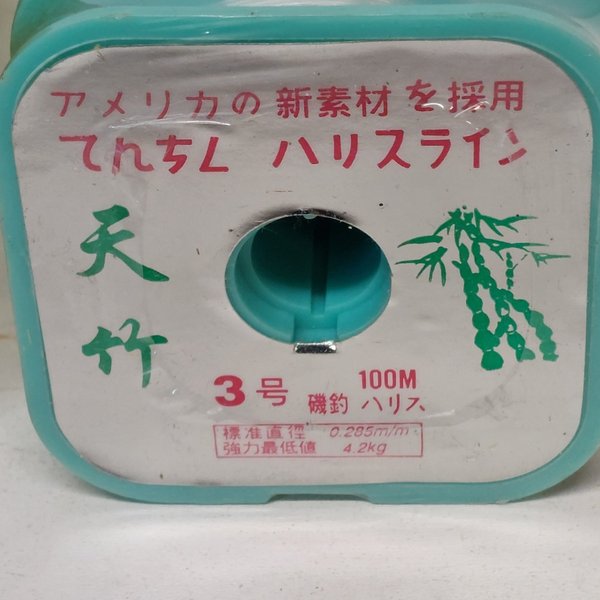 アメリカの新素材を採用
てんちL ハリスライン
天竹
3号 磯釣 100M ハリス
標準直径 0.285m/m
強力最低値 4.2kg